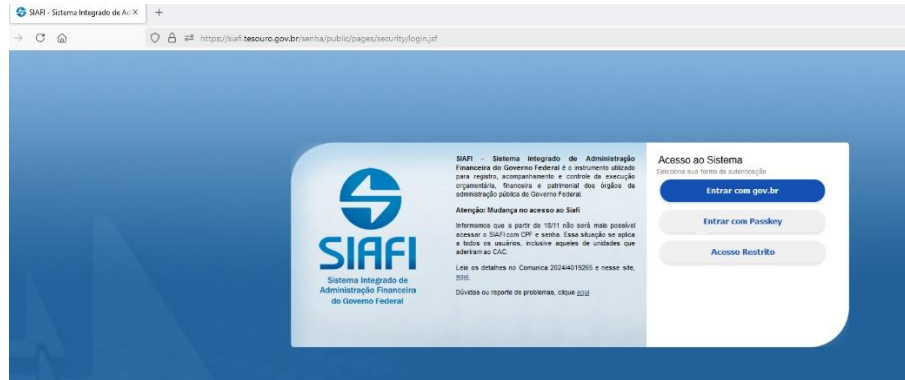 SIAFI - Sistema Integrado de Ad
https://siafi.tesouro.gov.br/senha/public/pages/security/login.jsf
SIAFI
Sistema Integrado de
Administração Financeira
do Governo Federal
SIAFI - Sistema Integrado de Administração
Financeira do Governo Federal é o instrumento utilizado
para registro, acompanhamento e controle da execução
orçamentária, financeira e patrimonial dos órgãos da
administração pública do Governo Federal.
Atenção: Mudança no acesso ao Siafi
Informamos que a partir de 18/11 não será mais possível
acessar o SIAFI com CPF e senha. Essa situação se aplica
a todos os usuários, inclusive aqueles de unidades que
aderiram ao CAC.
Leia os detalhes no Comunica 2024/4019265 e nesse site,
aqui.
Dúvidas ou reporte de problemas, clique aqui.
Acesso ao Sistema
Selecione sua forma de autenticação
Entrar com gov.br
Entrar com Passkey
Acesso Restrito